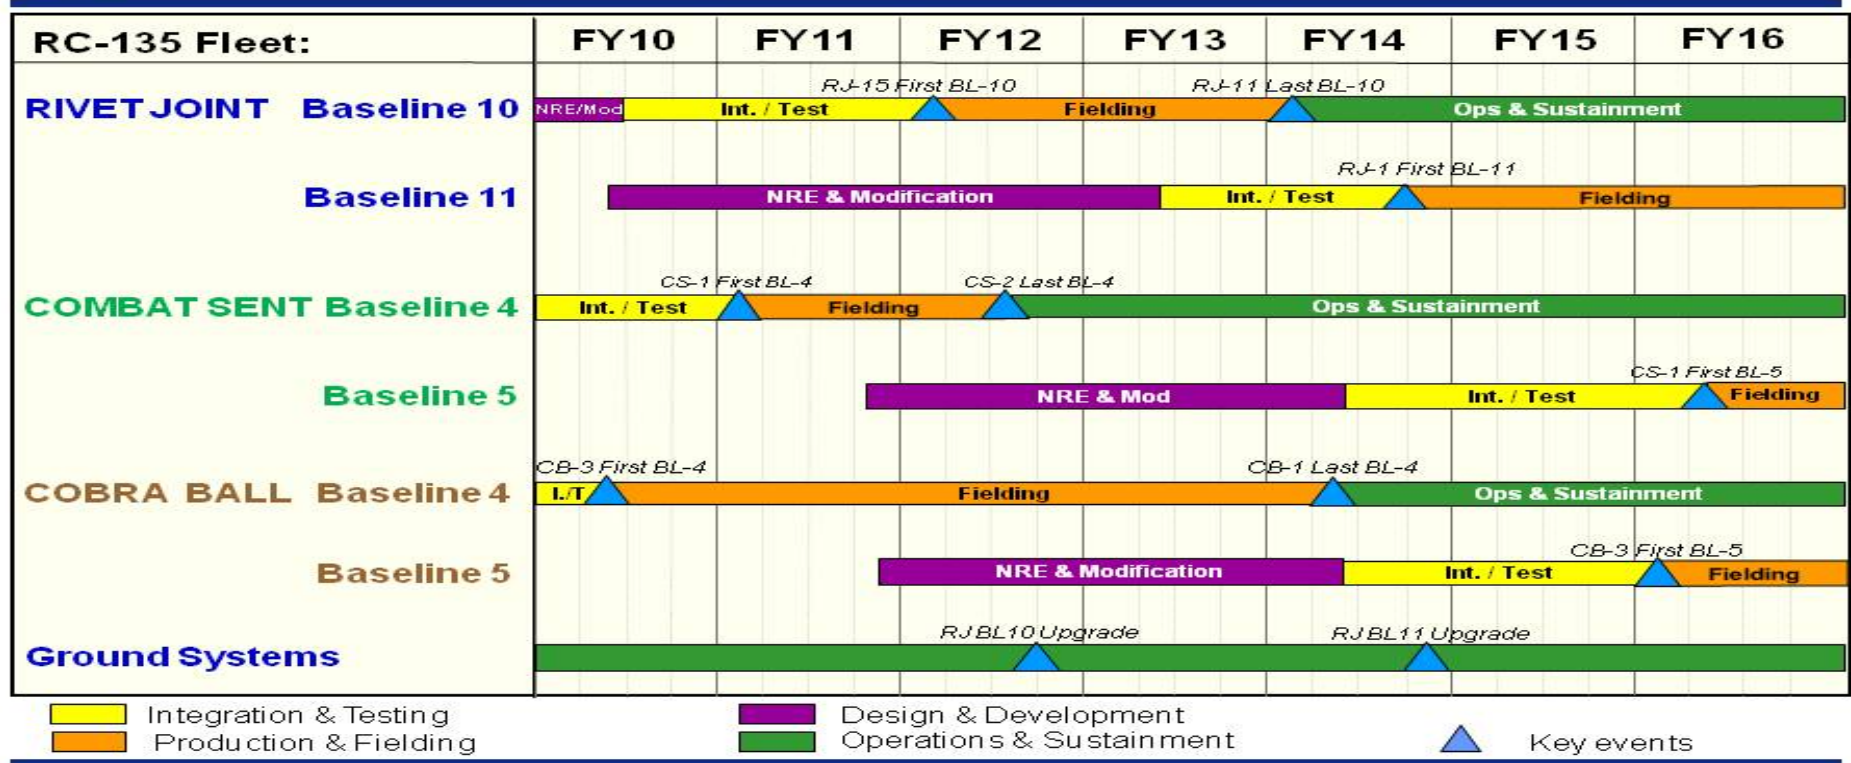 RC-135 Fleet: FY10 FY11 FY12 FY13 FY14 FY15 FY16
RJ-15 First BL-10 RJ-11 Last BL-10
RIVET JOINT Baseline 10 NRE/Mod Int. / Test Fielding Ops & Sustainment
RJ-1 First BL-11
Baseline 11 NRE & Modification Int. / Test Fielding
CS-1 First BL-4 CS-2 Last BL-4
COMBAT SENT Baseline 4 Int. / Test Fielding Ops & Sustainment
CS-1 First BL-5
Baseline 5 NRE & Mod Int. / Test Fielding
CB-3 First BL-4 CB-1 Last BL-4
COBRA BALL Baseline 4 I./T Fielding Ops & Sustainment
CB-3 First BL-5
Baseline 5 NRE & Modification Int. / Test Fielding
RJ BL10 Upgrade RJ BL11 Upgrade
Ground Systems
Integration & Testing Design & Development
Production & Fielding Operations & Sustainment Key events